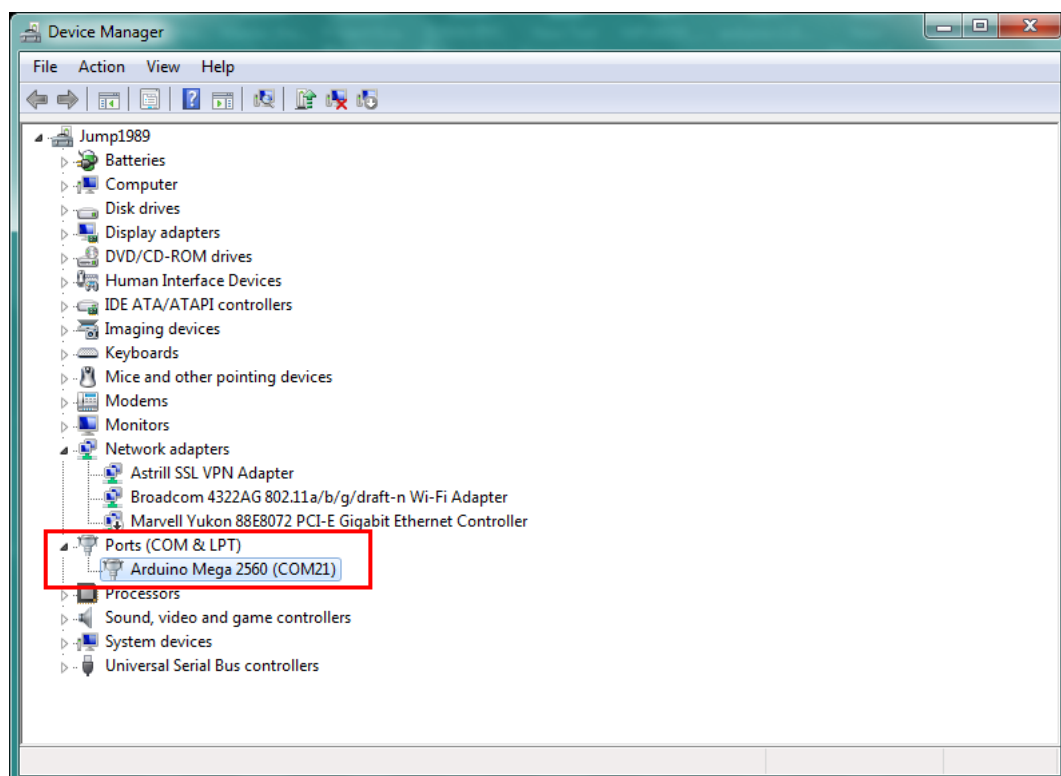 Device Manager
File Action View Help
Jump1989
Batteries
Computer
Disk drives
Display adapters
DVD/CD-ROM drives
Human Interface Devices
IDE ATA/ATAPI controllers
Imaging devices
Keyboards
Mice and other pointing devices
Modems
Monitors
Network adapters
Astrill SSL VPN Adapter
Broadcom 4322AG 802.11a/b/g/draft-n Wi-Fi Adapter
Marvell Yukon 88E8072 PCI-E Gigabit Ethernet Controller
Ports (COM & LPT)
Arduino Mega 2560 (COM21)
Processors
Sound, video and game controllers
System devices
Universal Serial Bus controllers